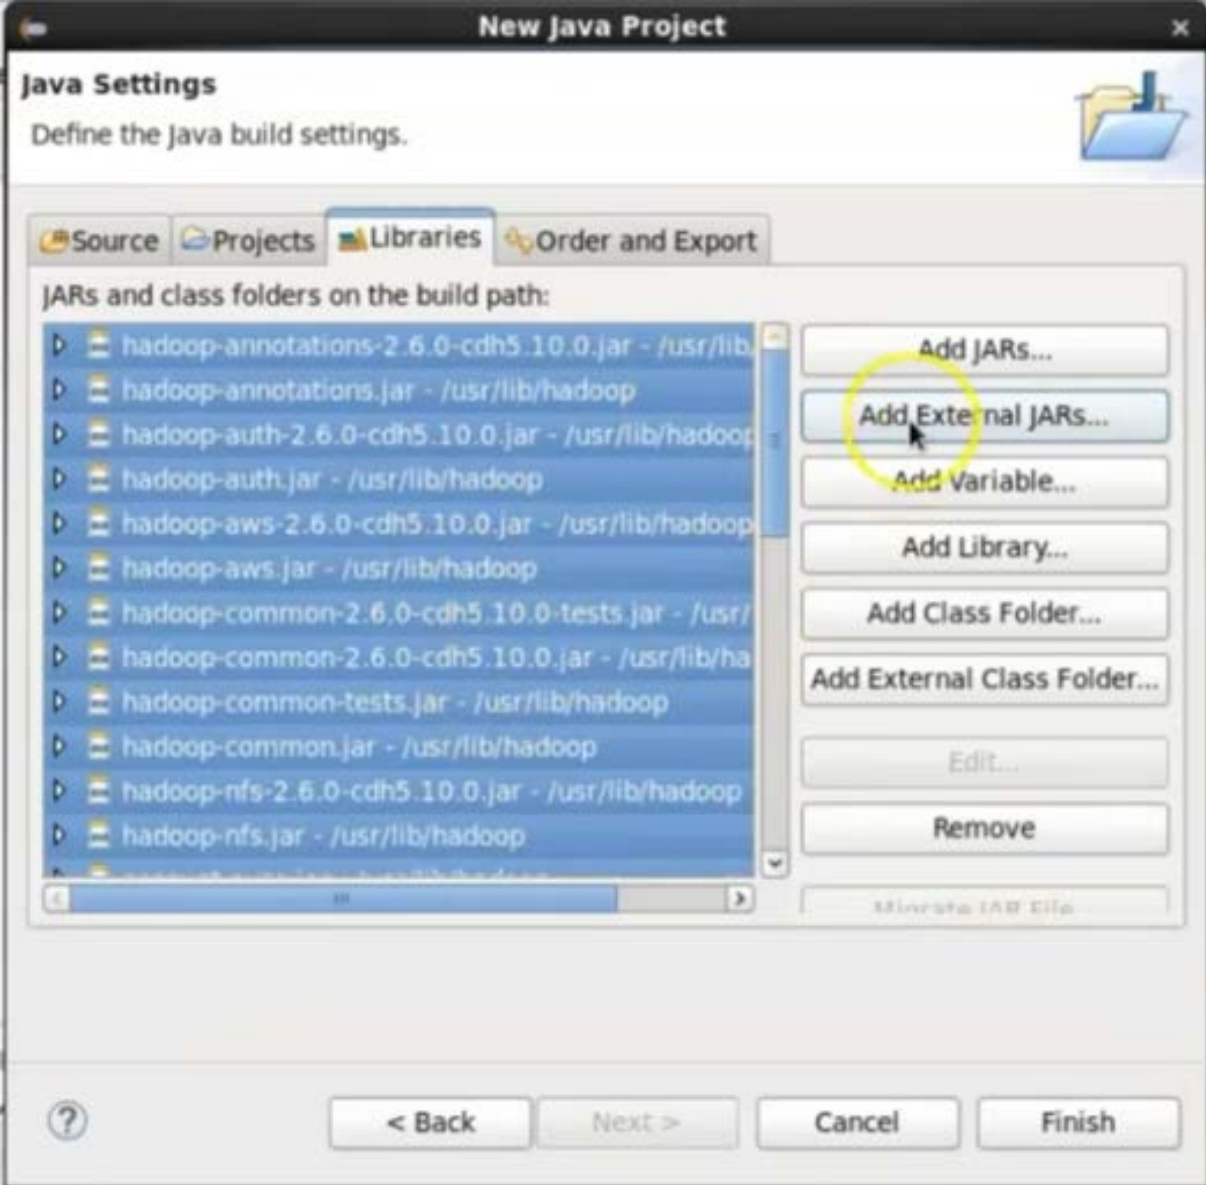 New Java Project
Java Settings
Define the Java build settings.
Source
Projects
Libraries
Order and Export
JARs and class folders on the build path:
hadoop-annotations-2.6.0-cdh5.10.0.jar - /usr/lib
hadoop-annotations.jar - /usr/lib/hadoop
hadoop-auth-2.6.0-cdh5.10.0.jar - /usr/lib/hadoop
hadoop-auth.jar - /usr/lib/hadoop
hadoop-aws-2.6.0-cdh5.10.0.jar - /usr/lib/hadoop
hadoop-aws.jar - /usr/lib/hadoop
hadoop-common-2.6.0-cdh5.10.0-tests.jar - /usr/
hadoop-common-2.6.0-cdh5.10.0.jar - /usr/lib/ha
hadoop-common-tests.jar - /usr/lib/hadoop
hadoop-common.jar - /usr/lib/hadoop
hadoop-nfs-2.6.0-cdh5.10.0.jar - /usr/lib/hadoop
hadoop-nfs.jar - /usr/lib/hadoop
Add JARs...
Add External JARs...
Add Variable...
Add Library...
Add Class Folder...
Add External Class Folder...
Edit...
Remove
Migrate JAR File
?
< Back
Next >
Cancel
Finish